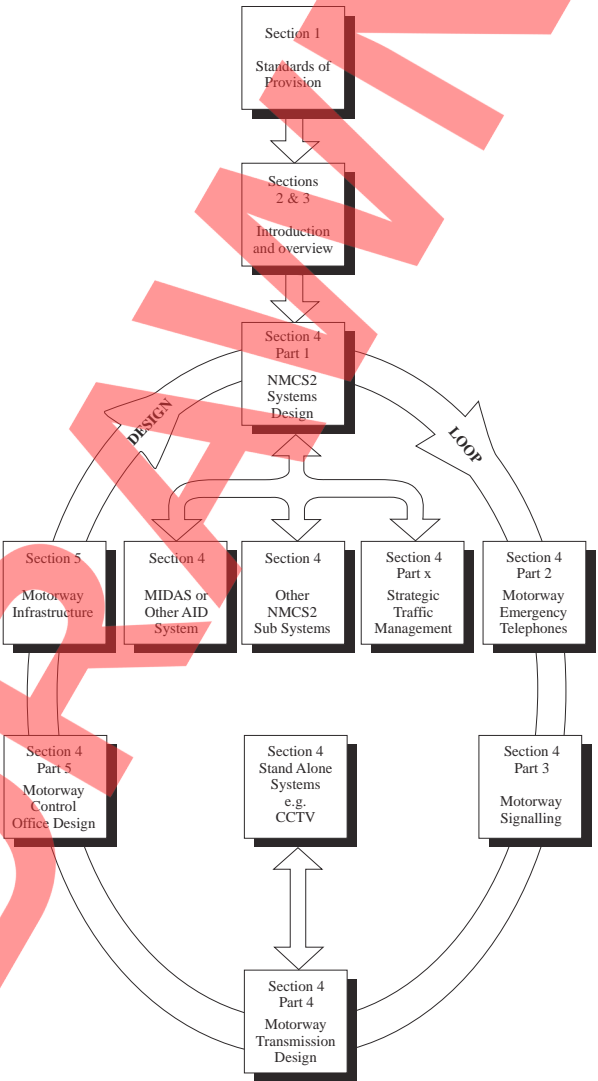 Section 1
Standards of
Provision
Sections
2 & 3
Introduction
and overview
Section 4
Part 1
NMCS2
Systems
Design
DESIGN
LOOP
Section 5
Motorway
Infrastructure
Section 4
MIDAS or
Other AID
System
Section 4
Other
NMCS2
Sub Systems
Section 4
Part x
Strategic
Traffic
Management
Section 4
Part 2
Motorway
Emergency
Telephones
Section 4
Part 5
Motorway
Control
Office Design
Section 4
Stand Alone
Systems
e.g.
CCTV
Section 4
Part 3
Motorway
Signalling
Section 4
Part 4
Motorway
Transmission
Design